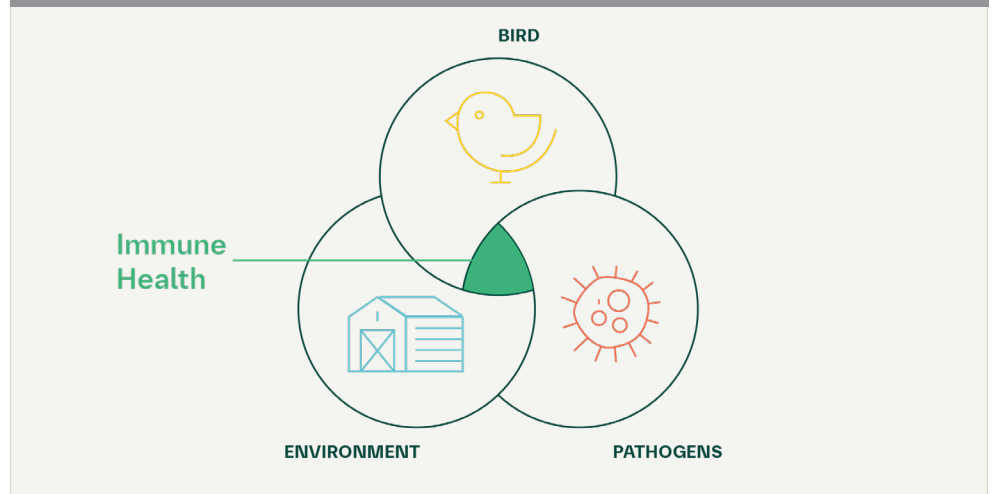 BIRD
Immune
Health
ENVIRONMENT
PATHOGENS